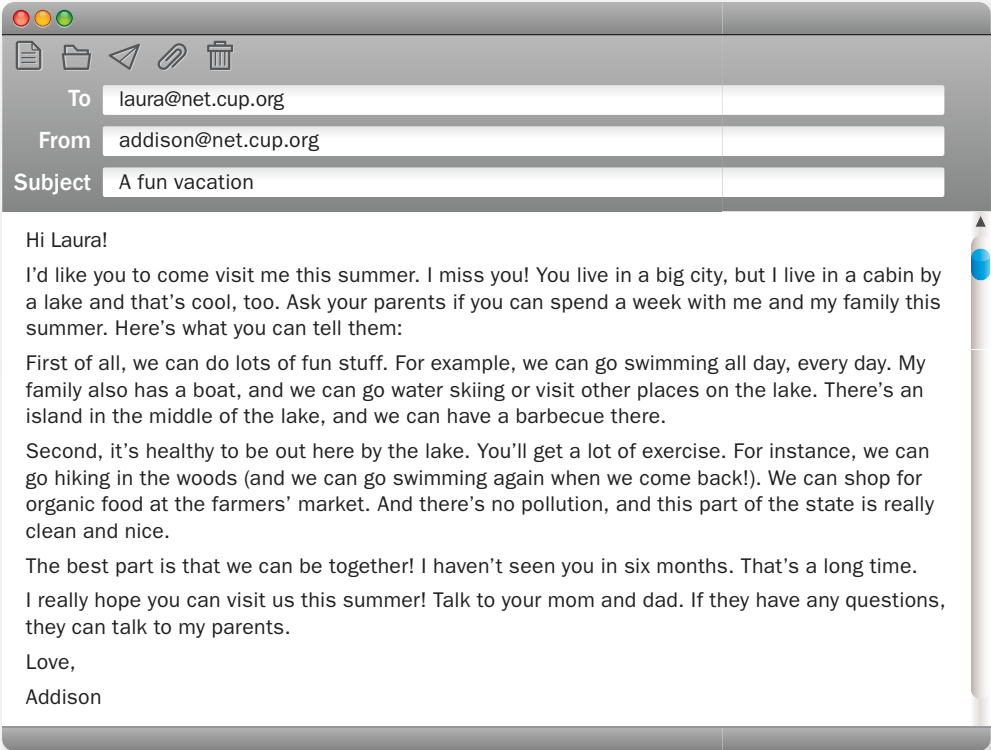 To laura@net.cup.org
From addison@net.cup.org
Subject A fun vacation
Hi Laura!
I'd like you to come visit me this summer. I miss you! You live in a big city, but I live in a cabin by
a lake and that's cool, too. Ask your parents if you can spend a week with me and my family this
summer. Here's what you can tell them:
First of all, we can do lots of fun stuff. For example, we can go swimming all day, every day. My
family also has a boat, and we can go water skiing or visit other places on the lake. There's an
island in the middle of the lake, and we can have a barbecue there.
Second, it's healthy to be out here by the lake. You'll get a lot of exercise. For instance, we can
go hiking in the woods (and we can go swimming again when we come back!). We can shop for
organic food at the farmers' market. And there's no pollution, and this part of the state is really
clean and nice.
The best part is that we can be together! I haven't seen you in six months. That's a long time.
I really hope you can visit us this summer! Talk to your mom and dad. If they have any questions,
they can talk to my parents.
Love,
Addison